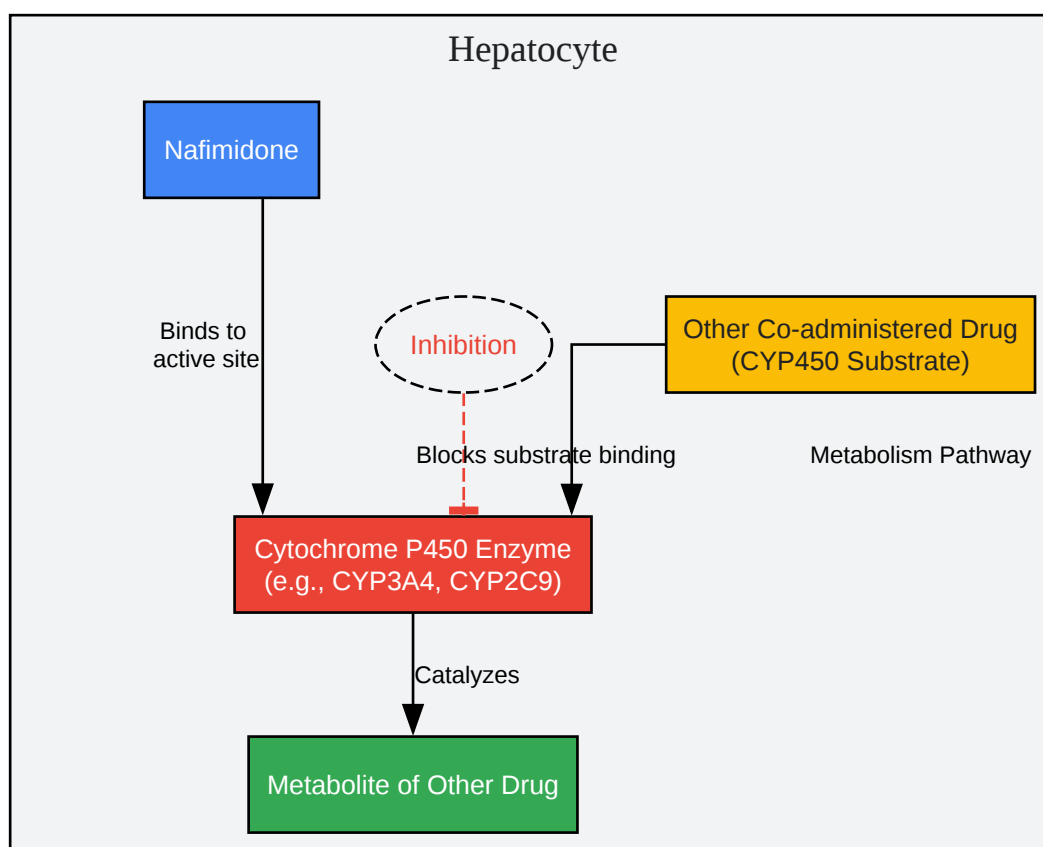 Hepatocyte
Nafimidone
Binds to
active site
Inhibition
Other Co-administered Drug
(CYP450 Substrate)
Blocks substrate binding
Metabolism Pathway
Cytochrome P450 Enzyme
(e.g., CYP3A4, CYP2C9)
Catalyzes
Metabolite of Other Drug